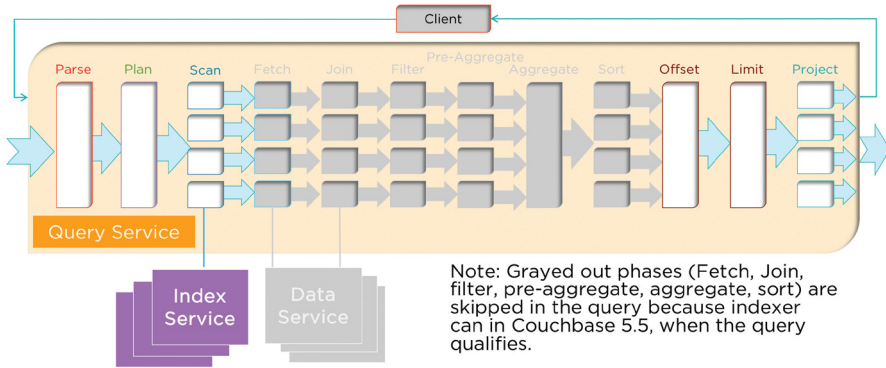 Client
Pre-Aggregate
Parse
Plan
Scan
Fetch
Join
Filter
Aggregate
Sort
Offset
Limit
Project
Query Service
Index
Service
Data
Service
Note: Grayed out phases (Fetch, Join,
filter, pre-aggregate, aggregate, sort) are
skipped in the query because indexer
can in Couchbase 5.5, when the query
qualifies.